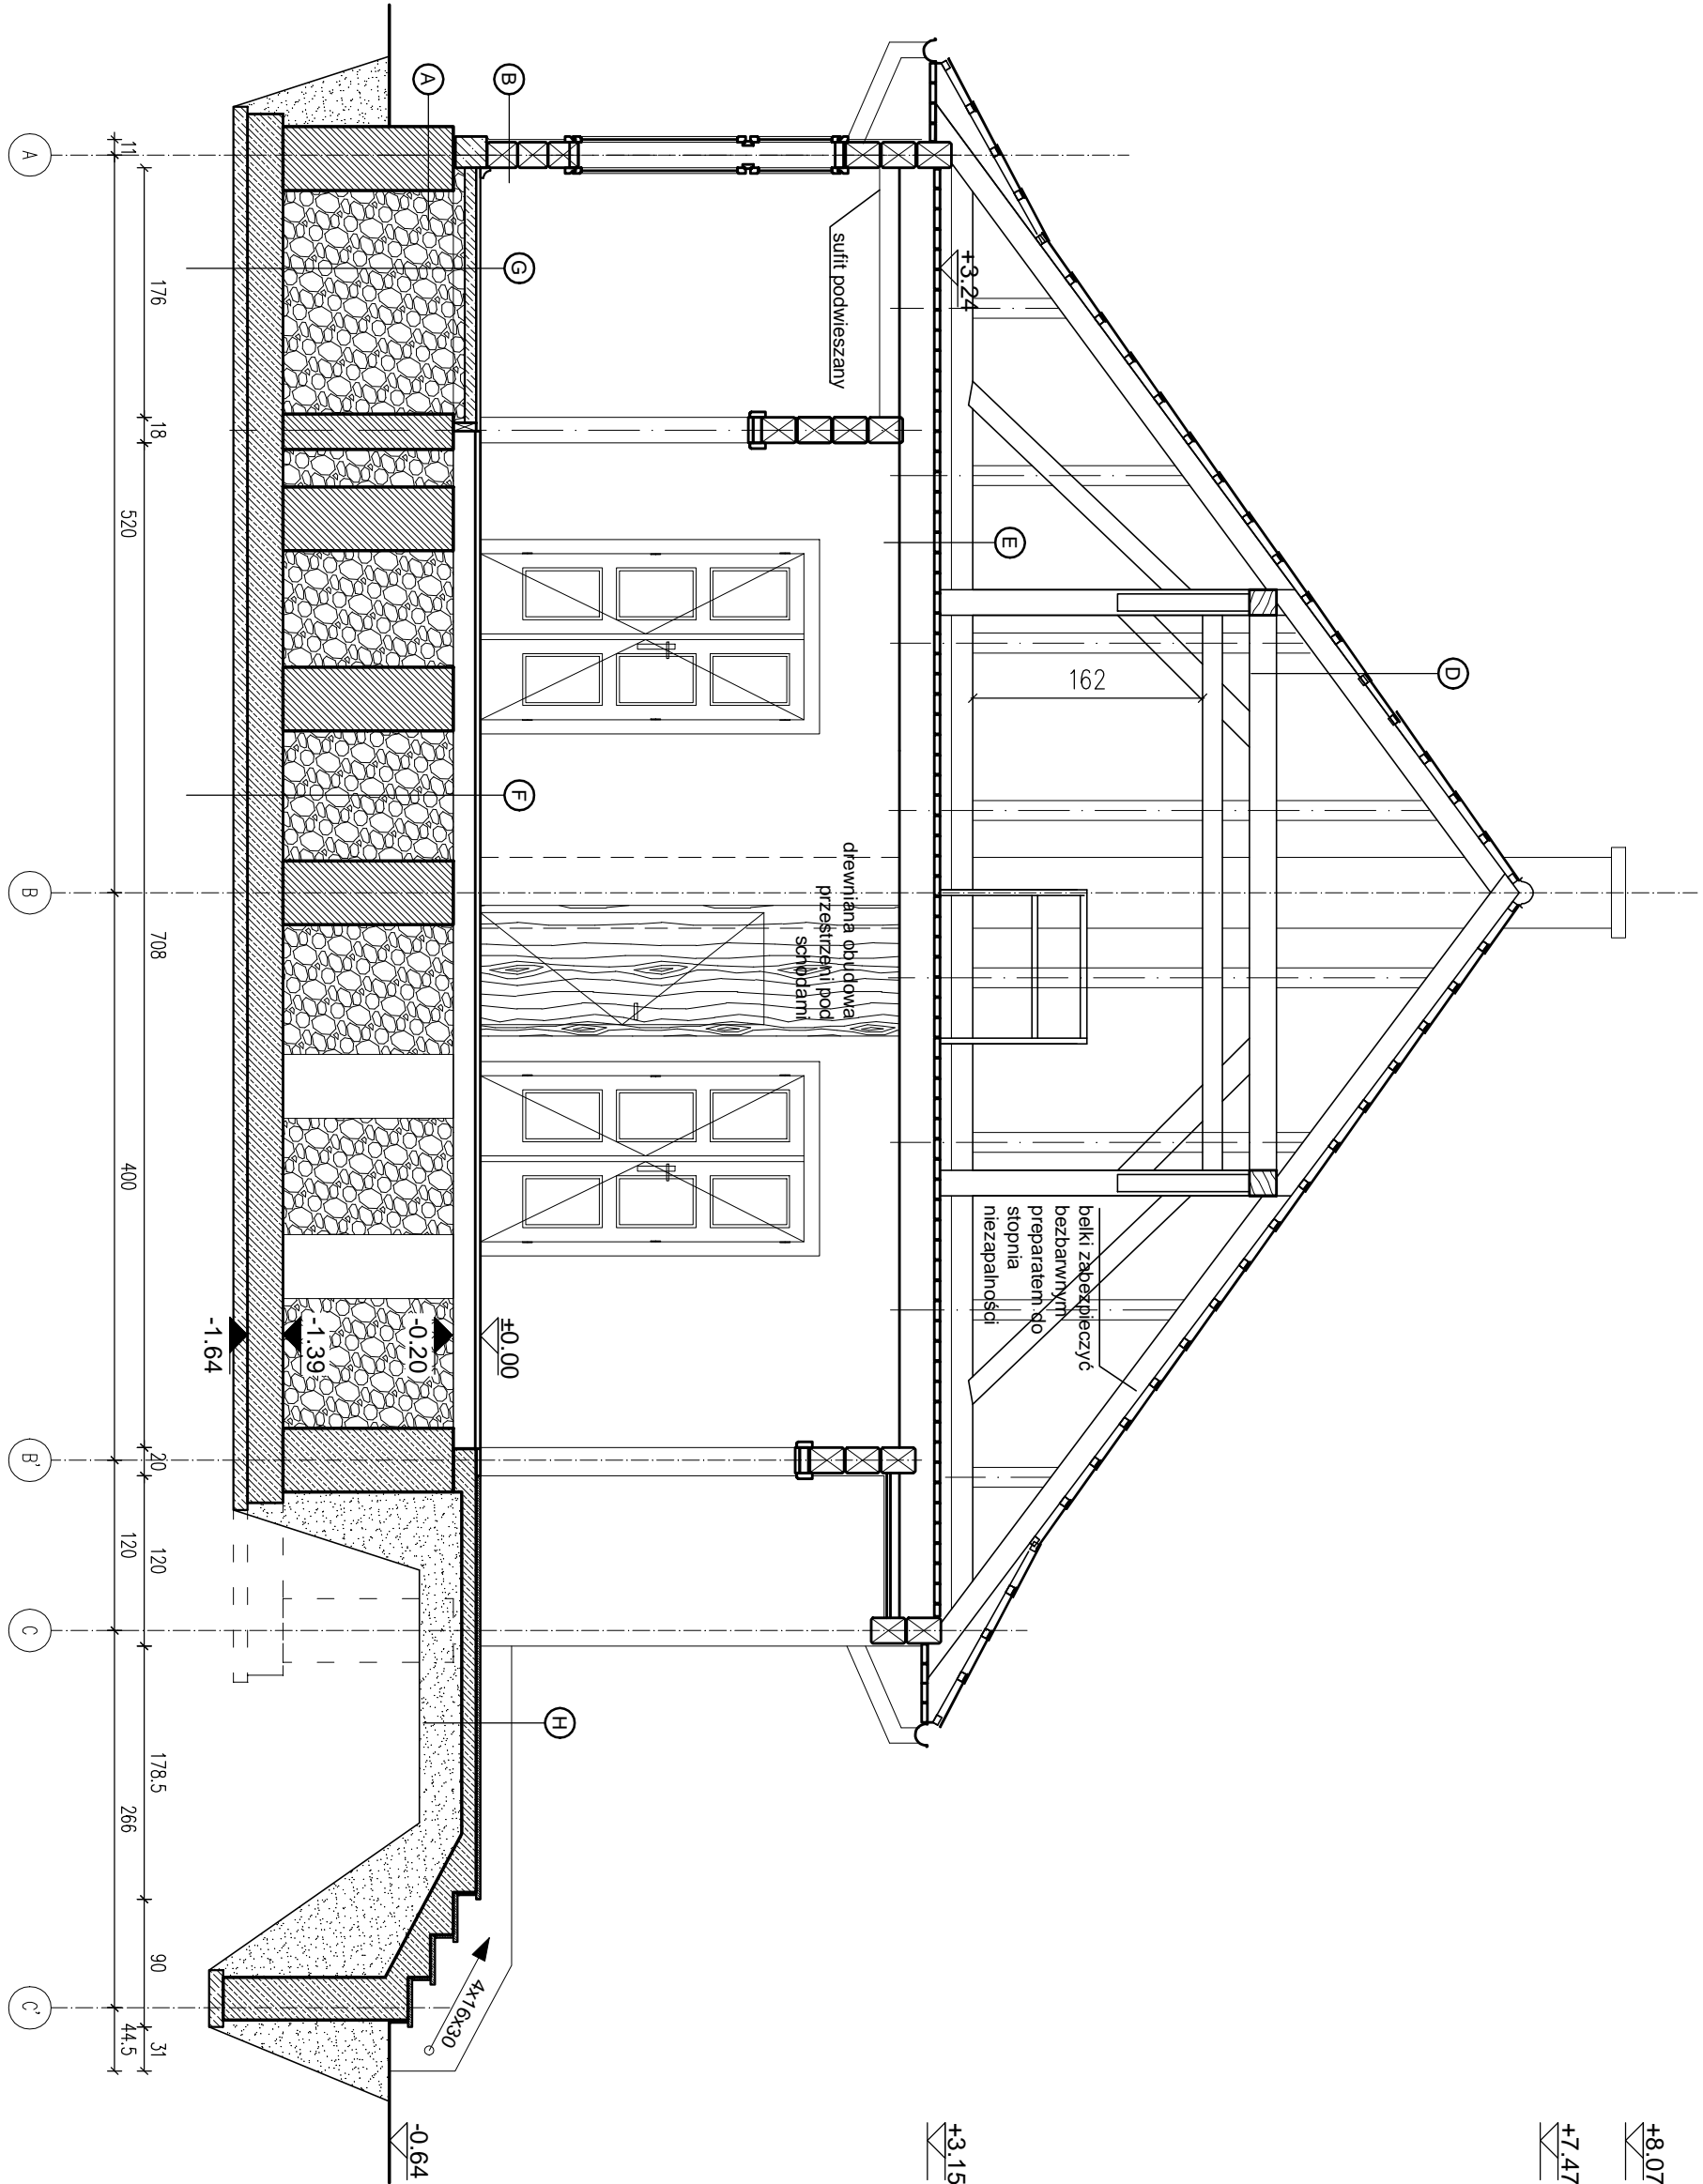 +8.07
+7.47
+3.15
-0.64
D
162
E
+3.24
belki zabezpieczyć
bezbarwnym
preparatem do
stopnia
niezapalności
sufit podwieszany
drewniana obudowa
przestrzeni pod
schodami
B
A
G
F
H
±0.00
-0.20
-1.39
-1.64
4x16x30
11
176
18
708
20
120
178.5
90
31
520
400
120
266
44.5
A
B
B'
C
C'